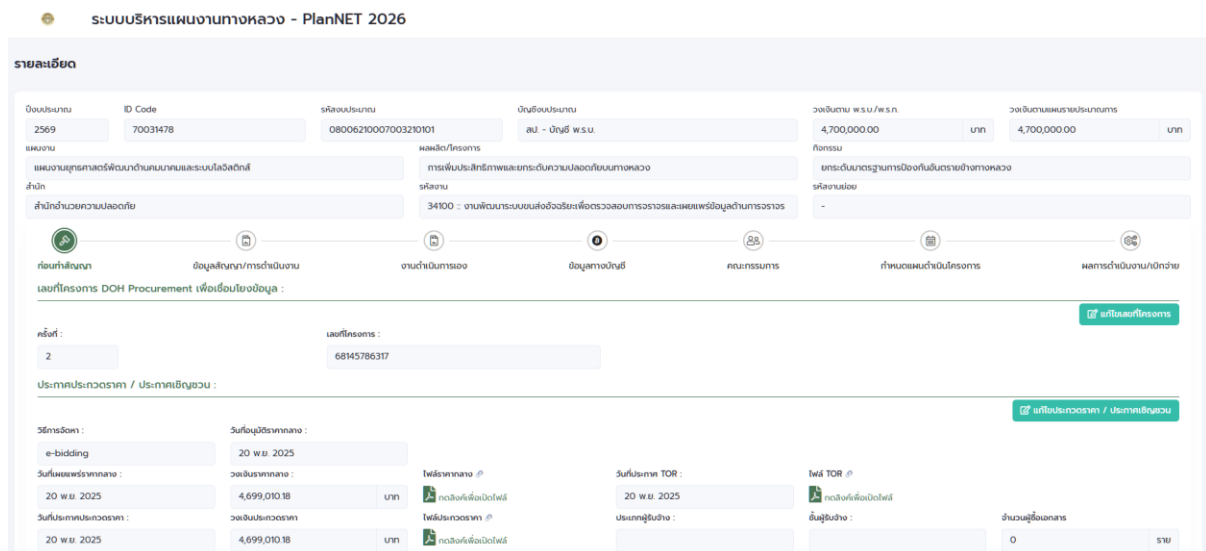 ระบบบริหารแผนงานทางหลวง - PlanNET 2026
รายละเอียด
ปีงบประมาณ ID Code รหัสงบประมาณ บัญชีงบประมาณ วงเงินตาม พ.ร.บ./พ.ร.ก. วงเงินตามแผนรายประมาณการ
2569 70031478 08006210007003210101 สป. - บัญชี พ.ร.บ. 4,700,000.00 บาท 4,700,000.00 บาท
แผนงาน ผลผลิต/โครงการ กิจกรรม
แผนงานยุทธศาสตร์พัฒนาด้านคมนาคมและระบบโลจิสติกส์ การเพิ่มประสิทธิภาพและยกระดับความปลอดภัยบนทางหลวง ยกระดับมาตรฐานการป้องกันอันตรายข้างทางหลวง
สำนัก รหัสงาน รหัสงานย่อย
สำนักอำนวยความปลอดภัย 34100 :: งานพัฒนาระบบขนส่งอัจฉริยะเพื่อตรวจสอบการจราจรและเผยแพร่ข้อมูลด้านการจราจร -
ก่อนทำสัญญา ข้อมูลสัญญา/การดำเนินงาน งานดำเนินการเอง ข้อมูลทางบัญชี คณะกรรมการ กำหนดแผนดำเนินโครงการ ผลการดำเนินงาน/เบิกจ่าย
เลขที่โครงการ DOH Procurement เพื่อเชื่อมโยงข้อมูล :
แก้ไขเลขที่โครงการ
ครั้งที่ : เลขที่โครงการ :
2 68145786317
ประกาศประกวดราคา / ประกาศเชิญชวน :
แก้ไขประกวดราคา / ประกาศเชิญชวน
วิธีการจัดหา : วันที่อนุมัติราคากลาง :
e-bidding 20 พ.ย. 2025
วันที่เผยแพร่ราคากลาง : วงเงินราคากลาง : ไฟล์ราคากลาง วันที่ประกาศ TOR : ไฟล์ TOR
20 พ.ย. 2025 4,699,010.18 บาท กดลิงค์เพื่อเปิดไฟล์ 20 พ.ย. 2025 กดลิงค์เพื่อเปิดไฟล์
วันที่ประกาศประกวดราคา : วงเงินประกวดราคา ไฟล์ประกวดราคา ประเภทผู้รับจ้าง : ชั้นผู้รับจ้าง : จำนวนผู้ซื้อเอกสาร
20 พ.ย. 2025 4,699,010.18 บาท กดลิงค์เพื่อเปิดไฟล์ 0 ราย